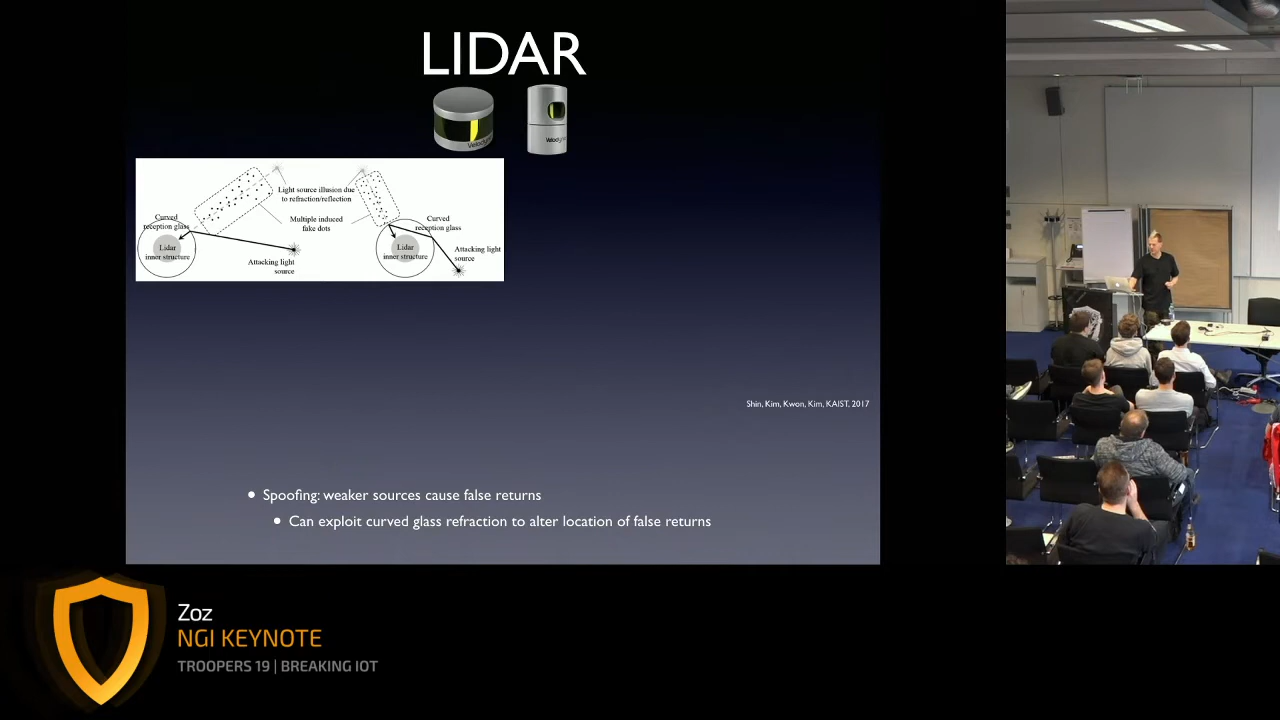 LIDAR
Velodyne
Velodyne
Light source illusion due
to refraction/reflection
Multiple induced
fake dots
Curved
reception glass
Lidar
inner structure
Attacking light
source
Curved
reception glass
Lidar
inner structure
Attacking light
source
Shin, Kim, Kwon, Kim, KAIST, 2017
• Spoofing: weaker sources cause false returns
• Can exploit curved glass refraction to alter location of false returns
Zoz
NGI KEYNOTE
TROOPERS 19 | BREAKING IOT